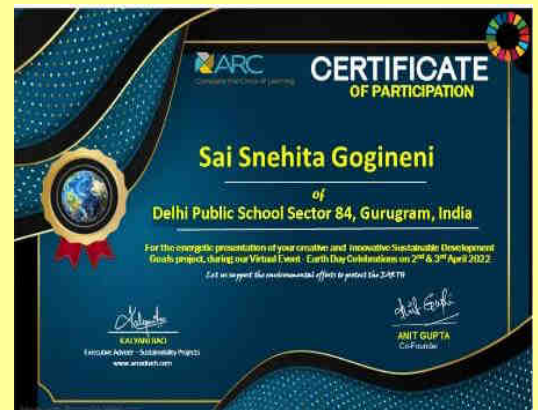 ARC
CERTIFICATE
OF PARTICIPATION
Sai Snehita Gogineni
of
Delhi Public School Sector 84, Gurugram, India
For the energetic presentation of your creative and Innovative Sustainable Development
Goals project, during our Virtual Event - Earth Day Celebrations on 2nd & 3rd April 2022
Let us support the environmental efforts to protect the EARTH
KALYANI RAO
Executive Adviser - Sustainability Projects
ANIT GUPTA
Co-Founder